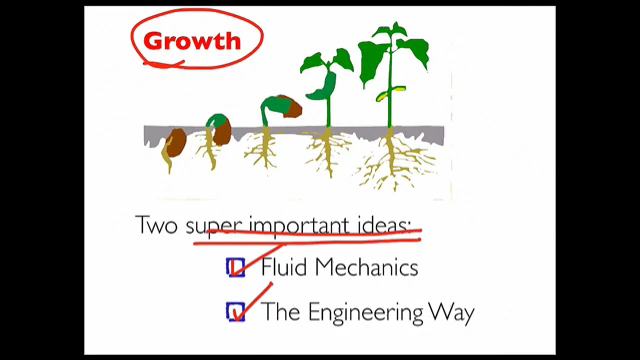 Growth
Two super important ideas:
Fluid Mechanics
The Engineering Way